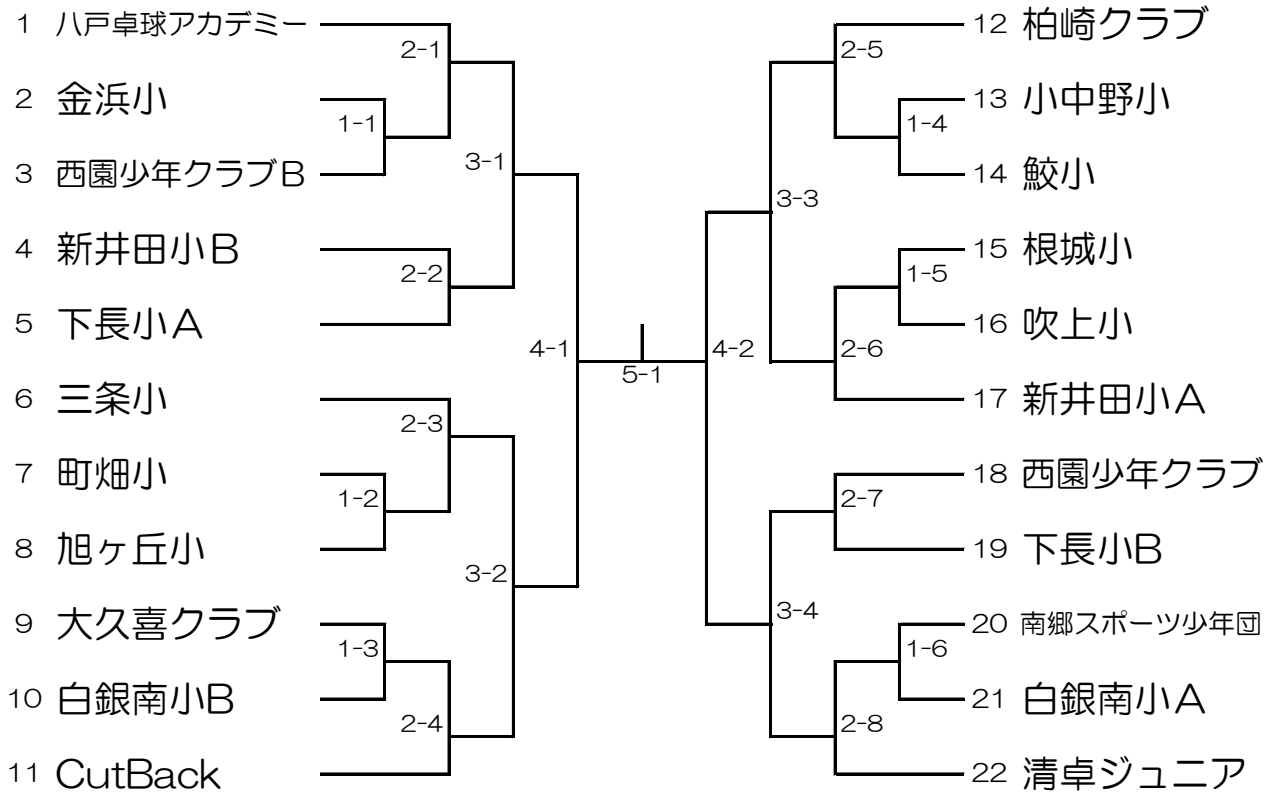 1 八戸卓球アカデミー
2 金浜小
3 西園少年クラブB
4 新井田小B
5 下長小A
6 三条小
7 町畑小
8 旭ヶ丘小
9 大久喜クラブ
10 白銀南小B
11 CutBack
2-1
1-1
3-1
2-2
4-1
2-3
1-2
3-2
1-3
2-4
5-1
2-5
1-4
3-3
1-5
4-2
2-6
2-7
3-4
1-6
2-8
12 柏崎クラブ
13 小中野小
14 鮫小
15 根城小
16 吹上小
17 新井田小A
18 西園少年クラブ
19 下長小B
20 南郷スポーツ少年団
21 白銀南小A
22 清卓ジュニア